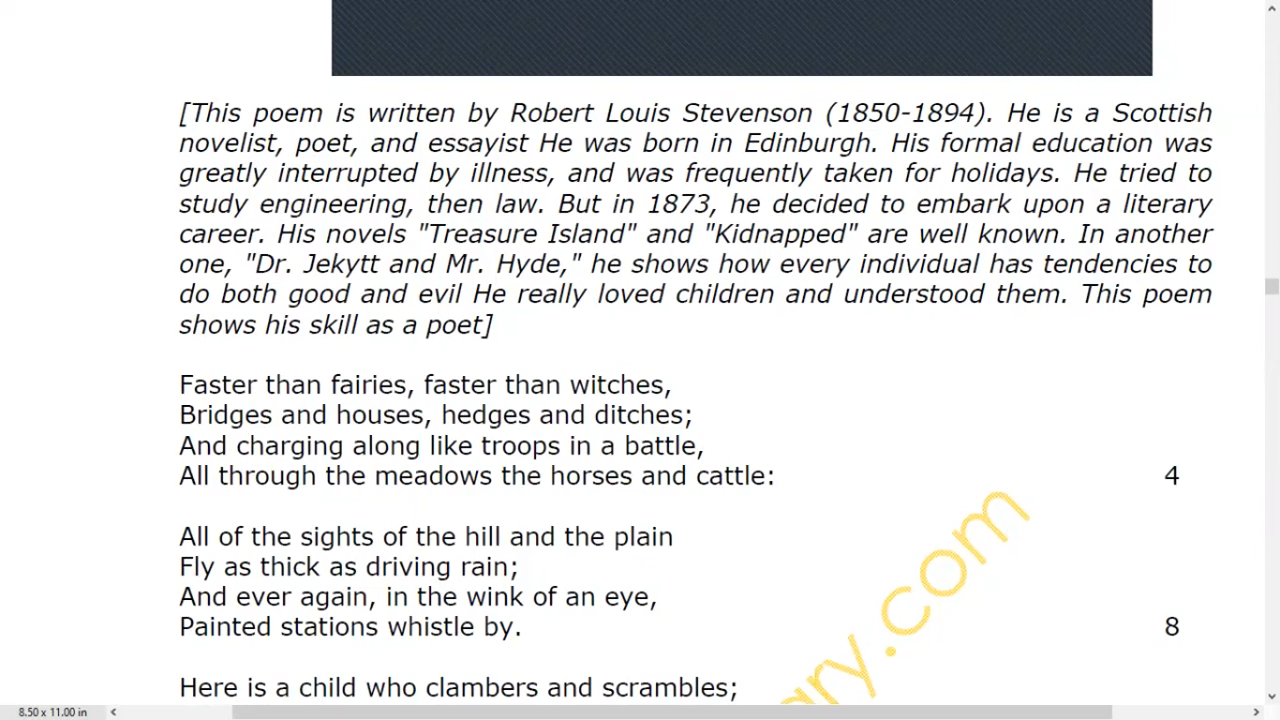 [This poem is written by Robert Louis Stevenson (1850-1894). He is a Scottish
novelist, poet, and essayist He was born in Edinburgh. His formal education was
greatly interrupted by illness, and was frequently taken for holidays. He tried to
study engineering, then law. But in 1873, he decided to embark upon a literary
career. His novels "Treasure Island" and "Kidnapped" are well known. In another
one, "Dr. Jekytt and Mr. Hyde," he shows how every individual has tendencies to
do both good and evil He really loved children and understood them. This poem
shows his skill as a poet]
Faster than fairies, faster than witches,
Bridges and houses, hedges and ditches;
And charging along like troops in a battle,
All through the meadows the horses and cattle: 4
All of the sights of the hill and the plain
Fly as thick as driving rain;
And ever again, in the wink of an eye,
Painted stations whistle by. 8
Here is a child who clambers and scrambles;
ary.com
8.50 x 11.00 in